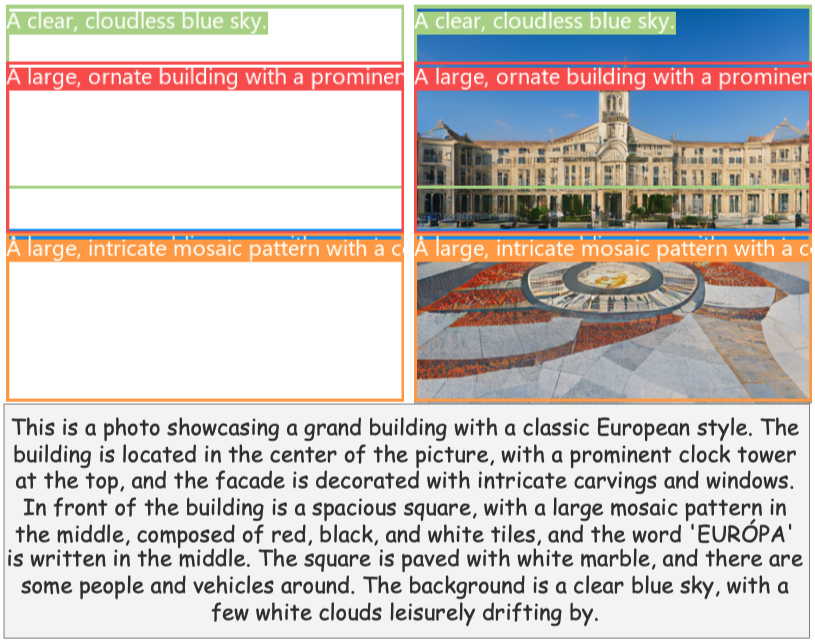 A clear, cloudless blue sky.
A clear, cloudless blue sky.
A large, ornate building with a prominen
A large, ornate building with a prominen
A large, intricate mosaic pattern with a c
A large, intricate mosaic pattern with a c
This is a photo showcasing a grand building with a classic European style. The
building is located in the center of the picture, with a prominent clock tower
at the top, and the facade is decorated with intricate carvings and windows.
In front of the building is a spacious square, with a large mosaic pattern in
the middle, composed of red, black, and white tiles, and the word 'EURÓPA'
is written in the middle. The square is paved with white marble, and there are
some people and vehicles around. The background is a clear blue sky, with a
few white clouds leisurely drifting by.